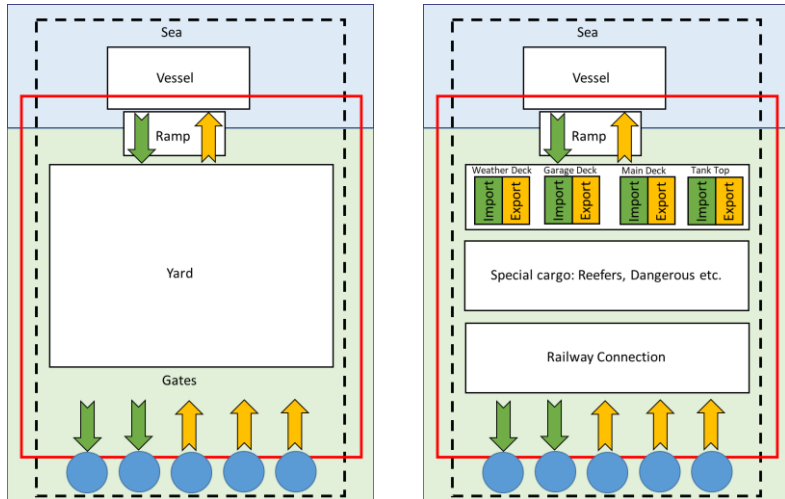 Sea
Vessel
Ramp
Yard
Gates
Sea
Vessel
Ramp
Weather Deck Garage Deck Main Deck Tank Top
Import Export Import Export Import Export Import Export
Special cargo: Reefers, Dangerous etc.
Railway Connection